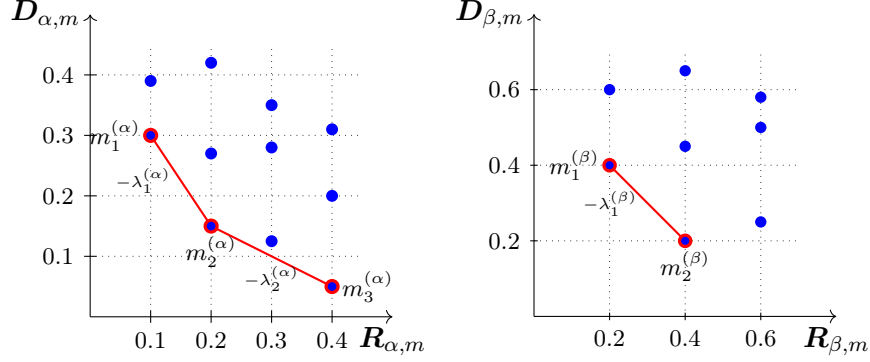 𝑫_{α,m}
0.4
0.3
0.2
0.1
m_1^{(α)}
−λ_1^{(α)}
m_2^{(α)}
−λ_2^{(α)}
m_3^{(α)}
0.1 0.2 0.3 0.4 𝑹_{α,m}
𝑫_{β,m}
0.6
0.4
0.2
m_1^{(β)}
−λ_1^{(β)}
m_2^{(β)}
0.2 0.4 0.6 𝑹_{β,m}